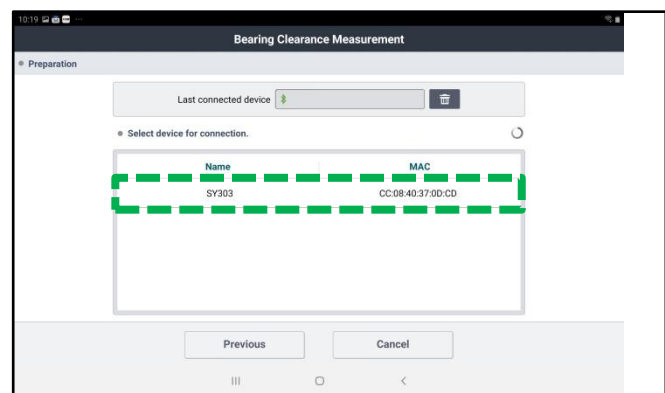 10:19
Bearing Clearance Measurement
Preparation
Last connected device
Select device for connection.
Name MAC
SY303 CC:08:40:37:0D:CD
Previous Cancel